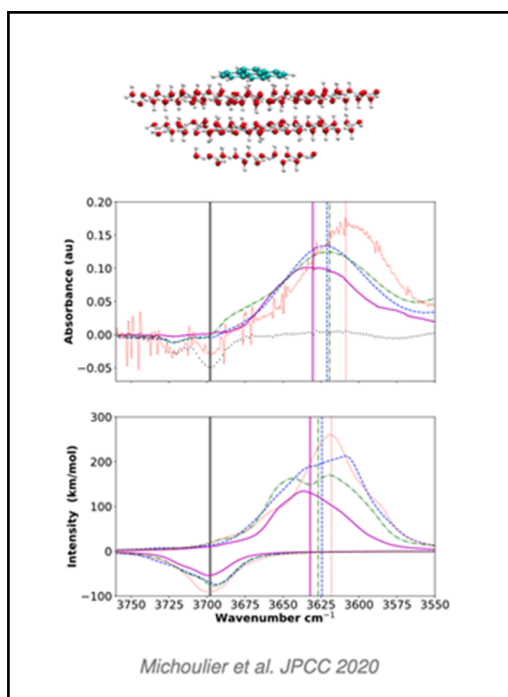 0.20
0.15
0.10
0.05
0.00
−0.05
Absorbance (au)
300
200
100
0
−100
Intensity (km/mol)
3750 3725 3700 3675 3650 3625 3600 3575 3550
Wavenumber cm⁻¹
Michoulier et al. JPCC 2020